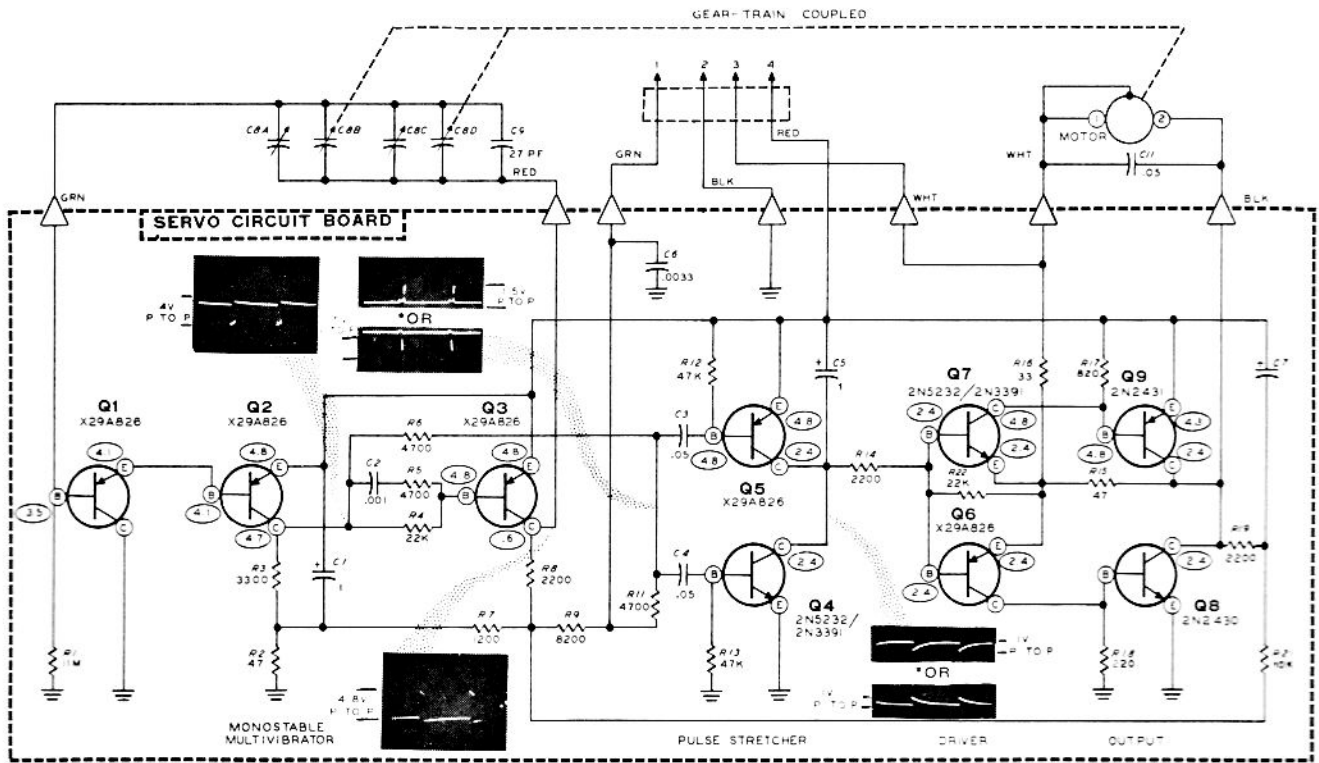 GEAR-TRAIN COUPLED
1 2 3 4
C8A C8B C8C C8D C9
27 PF
RED
GRN
RED
BLK
WHT
1 MOTOR 2
C11
.05
GRN
WHT
BLK
SERVO CIRCUIT BOARD
C6
.0033
4V
P TO P
P TO P
*OR
Q1
X29A826
4.1
E
B
C
Q2
X29A826
4.8
E
B
4.1
C
4.7
R6
4700
C2
.001
R5
4700
R4
22K
Q3
X29A826
4.8
E
4.8
B
C
.6
R12
47K
C3
.05
4.8
B
E
4.8
C
2.4
Q5
X29A826
C5
1
R14
2200
Q7
2N5232/2N3391
2.4
B
C
4.8
2.4
E
R22
22K
Q6
X29A826
B
2.4
E
2.4
C
R16
33
R17
820
Q9
2N2431
E
4.3
B
4.8
C
2.4
R15
47
C7
R19
2200
C
2.4
B
E
Q8
2N2430
R3
3300
C1
1
R8
2200
R11
4700
C4
.05
B
C
2.4
E
Q4
2N5232/
2N3391
R1
R2
47
R7
R9
8200
R13
47K
1V
P TO P
*OR
1V
P TO P
R18
R21
10K
4.8V
P TO P
MONOSTABLE
MULTIVIBRATOR
PULSE STRETCHER
DRIVER
OUTPUT